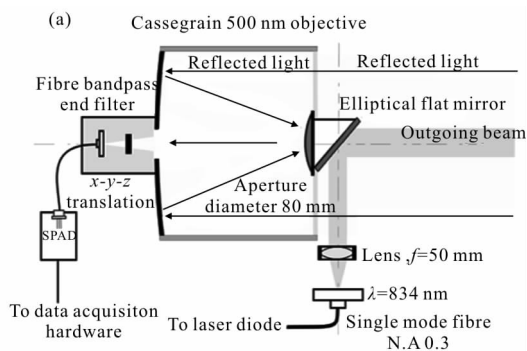 (a)
Cassegrain 500 nm objective
Reflected light
Reflected light
Fibre bandpass
end filter
Elliptical flat mirror
Outgoing beam
x-y-z
translation
Aperture
diameter 80 mm
SPAD
Lens ,f=50 mm
λ=834 nm
To data acquisiton
hardware
To laser diode
Single mode fibre
N.A 0.3